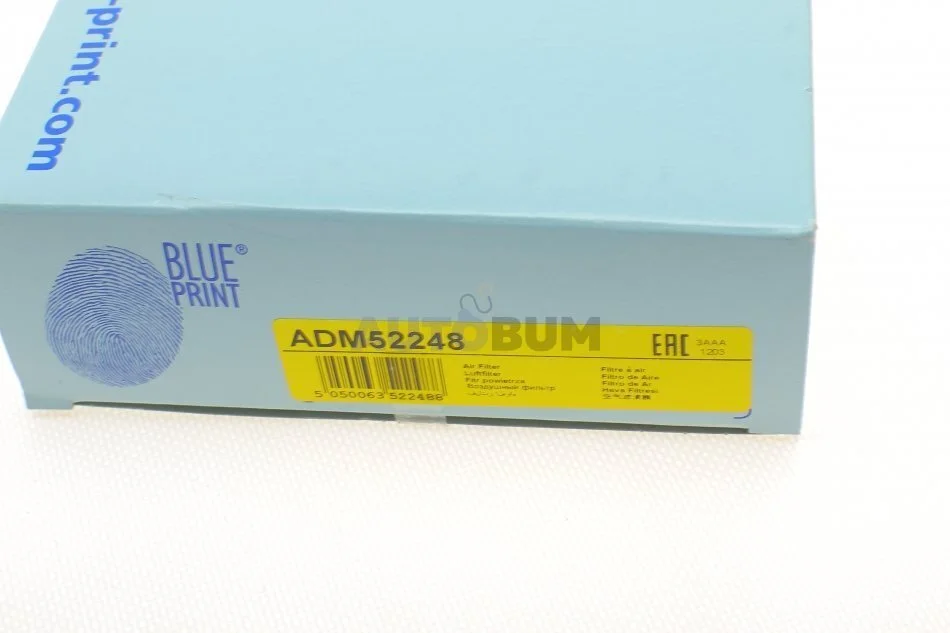 -print.com
BLUE®
PRINT
AUTOBUM
ADM52248
EAC
3AAA
1203
5 050063 522488
Air Filter
Luftfilter
Filtr powietrza
Воздушный фильтр
Filtre à air
Filtro de Aire
Filtro de Ar
Hava Filtresi